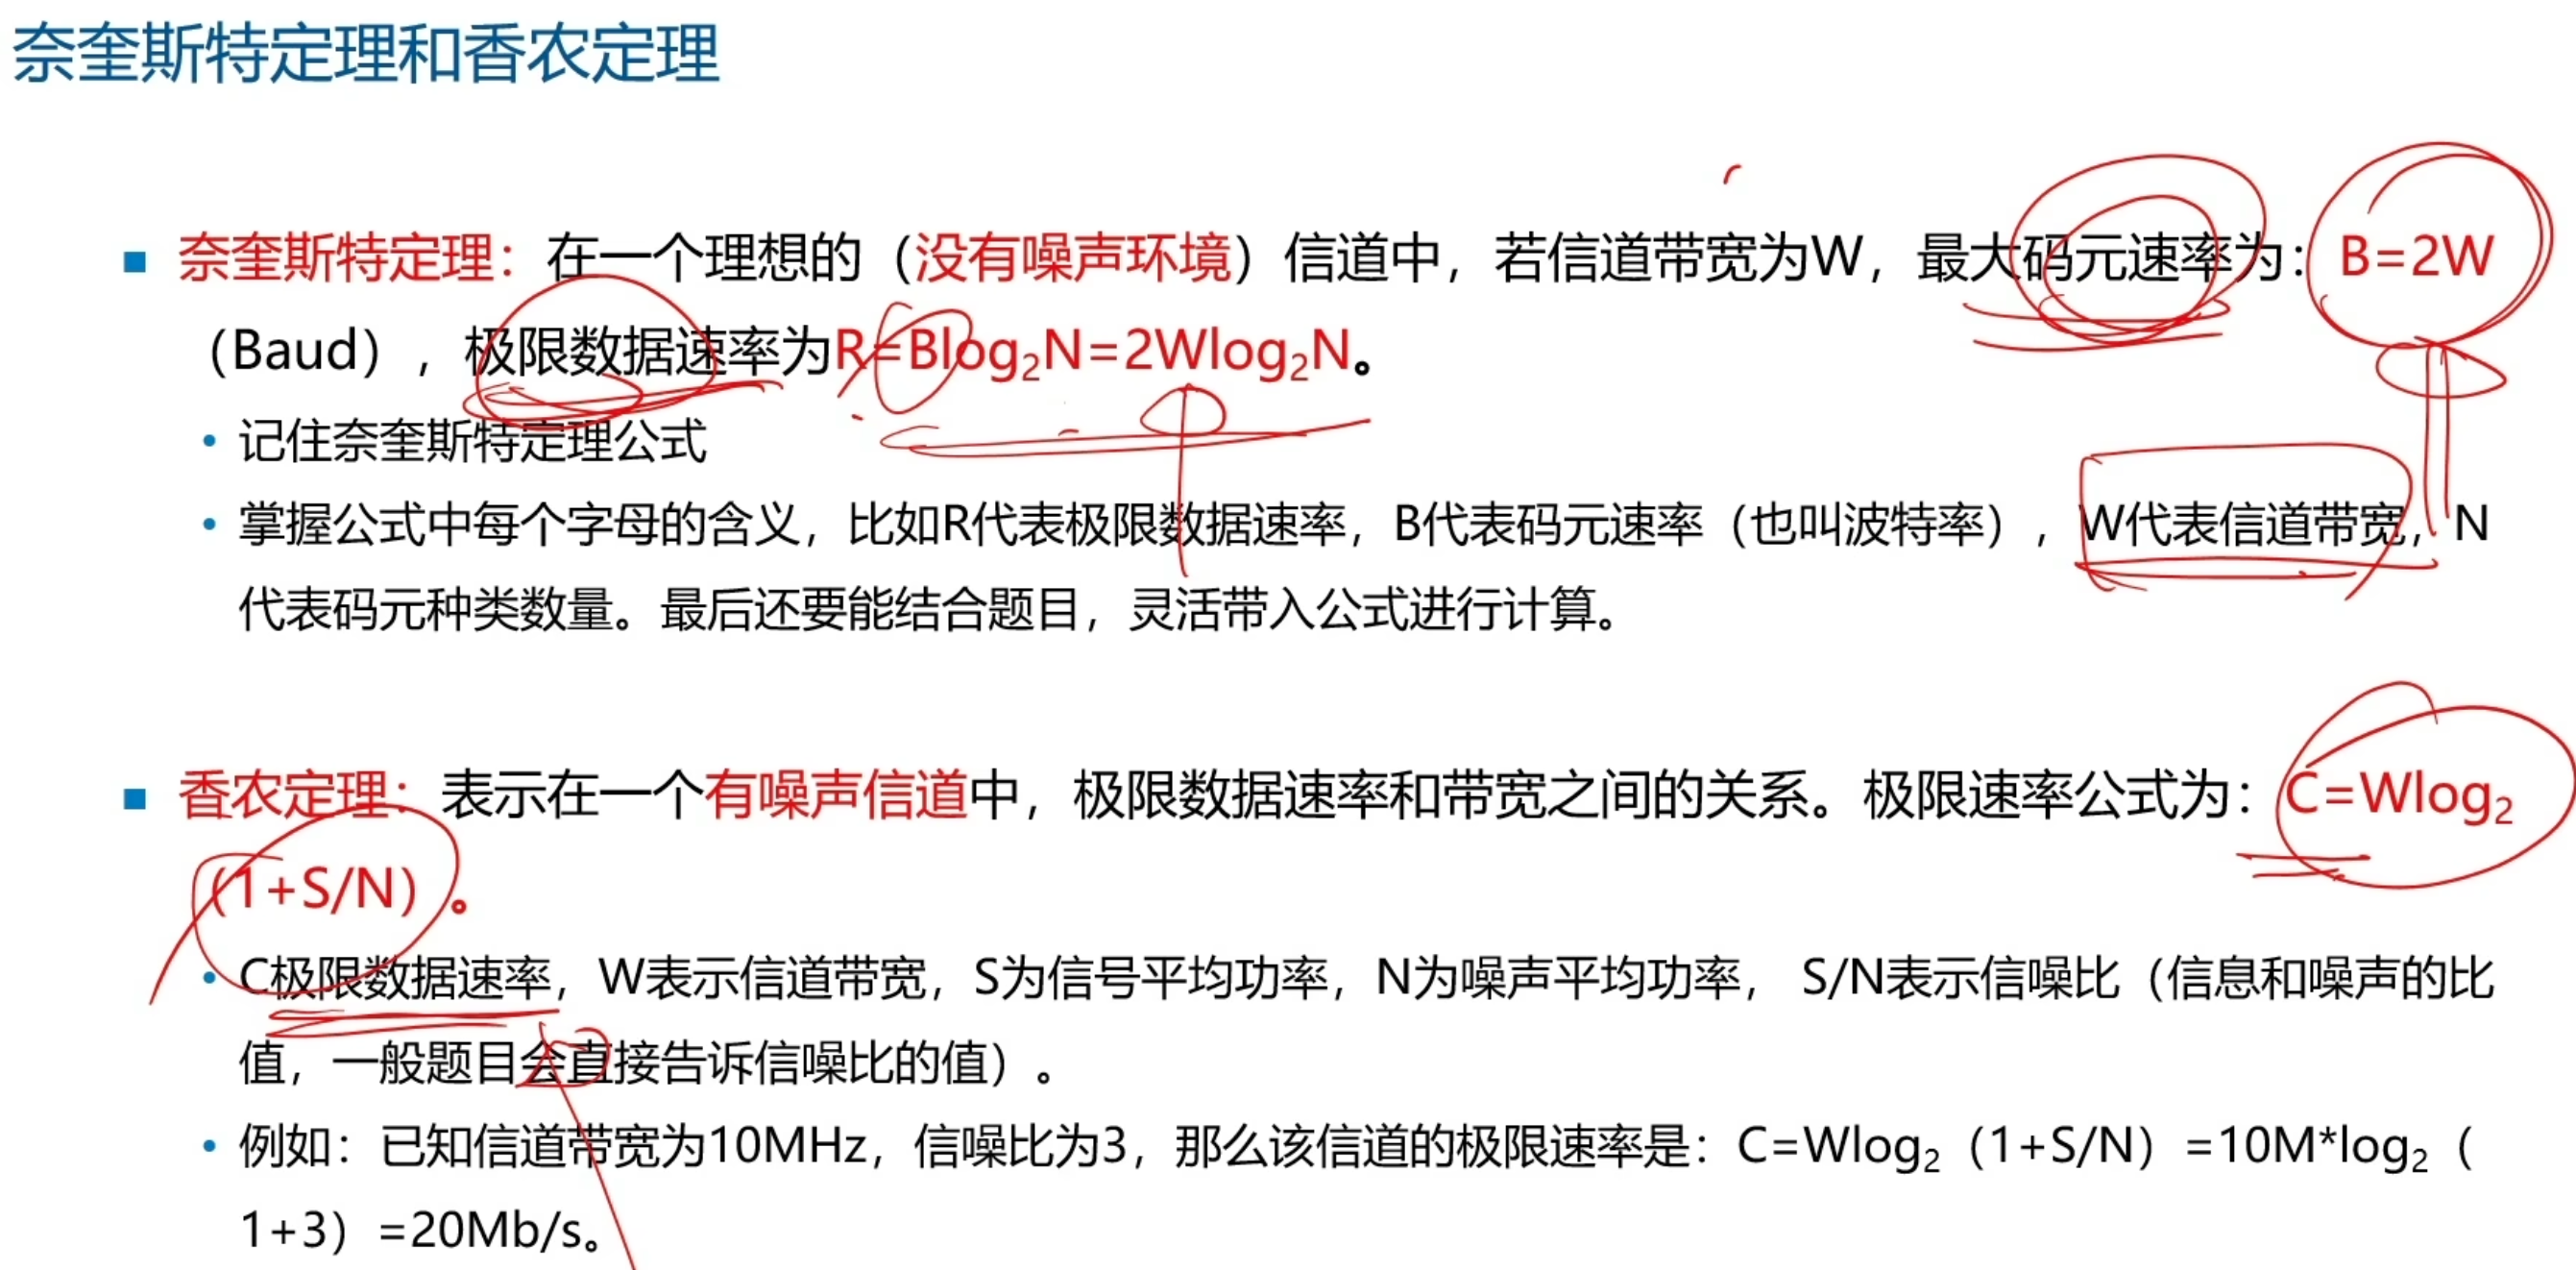 奈奎斯特定理和香农定理
奈奎斯特定理：在一个理想的（没有噪声环境）信道中，若信道带宽为W，最大码元速率为：B=2W
（Baud），极限数据速率为R=Blog₂N=2Wlog₂N。
记住奈奎斯特定理公式
掌握公式中每个字母的含义，比如R代表极限数据速率，B代表码元速率（也叫波特率），W代表信道带宽，N
代表码元种类数量。最后还要能结合题目，灵活带入公式进行计算。
香农定理：表示在一个有噪声信道中，极限数据速率和带宽之间的关系。极限速率公式为：C=Wlog₂
（1+S/N）。
C极限数据速率，W表示信道带宽，S为信号平均功率，N为噪声平均功率， S/N表示信噪比（信息和噪声的比
值，一般题目会直接告诉信噪比的值）。
例如：已知信道带宽为10MHz，信噪比为3，那么该信道的极限速率是：C=Wlog₂（1+S/N）=10M*log₂（
1+3）=20Mb/s。